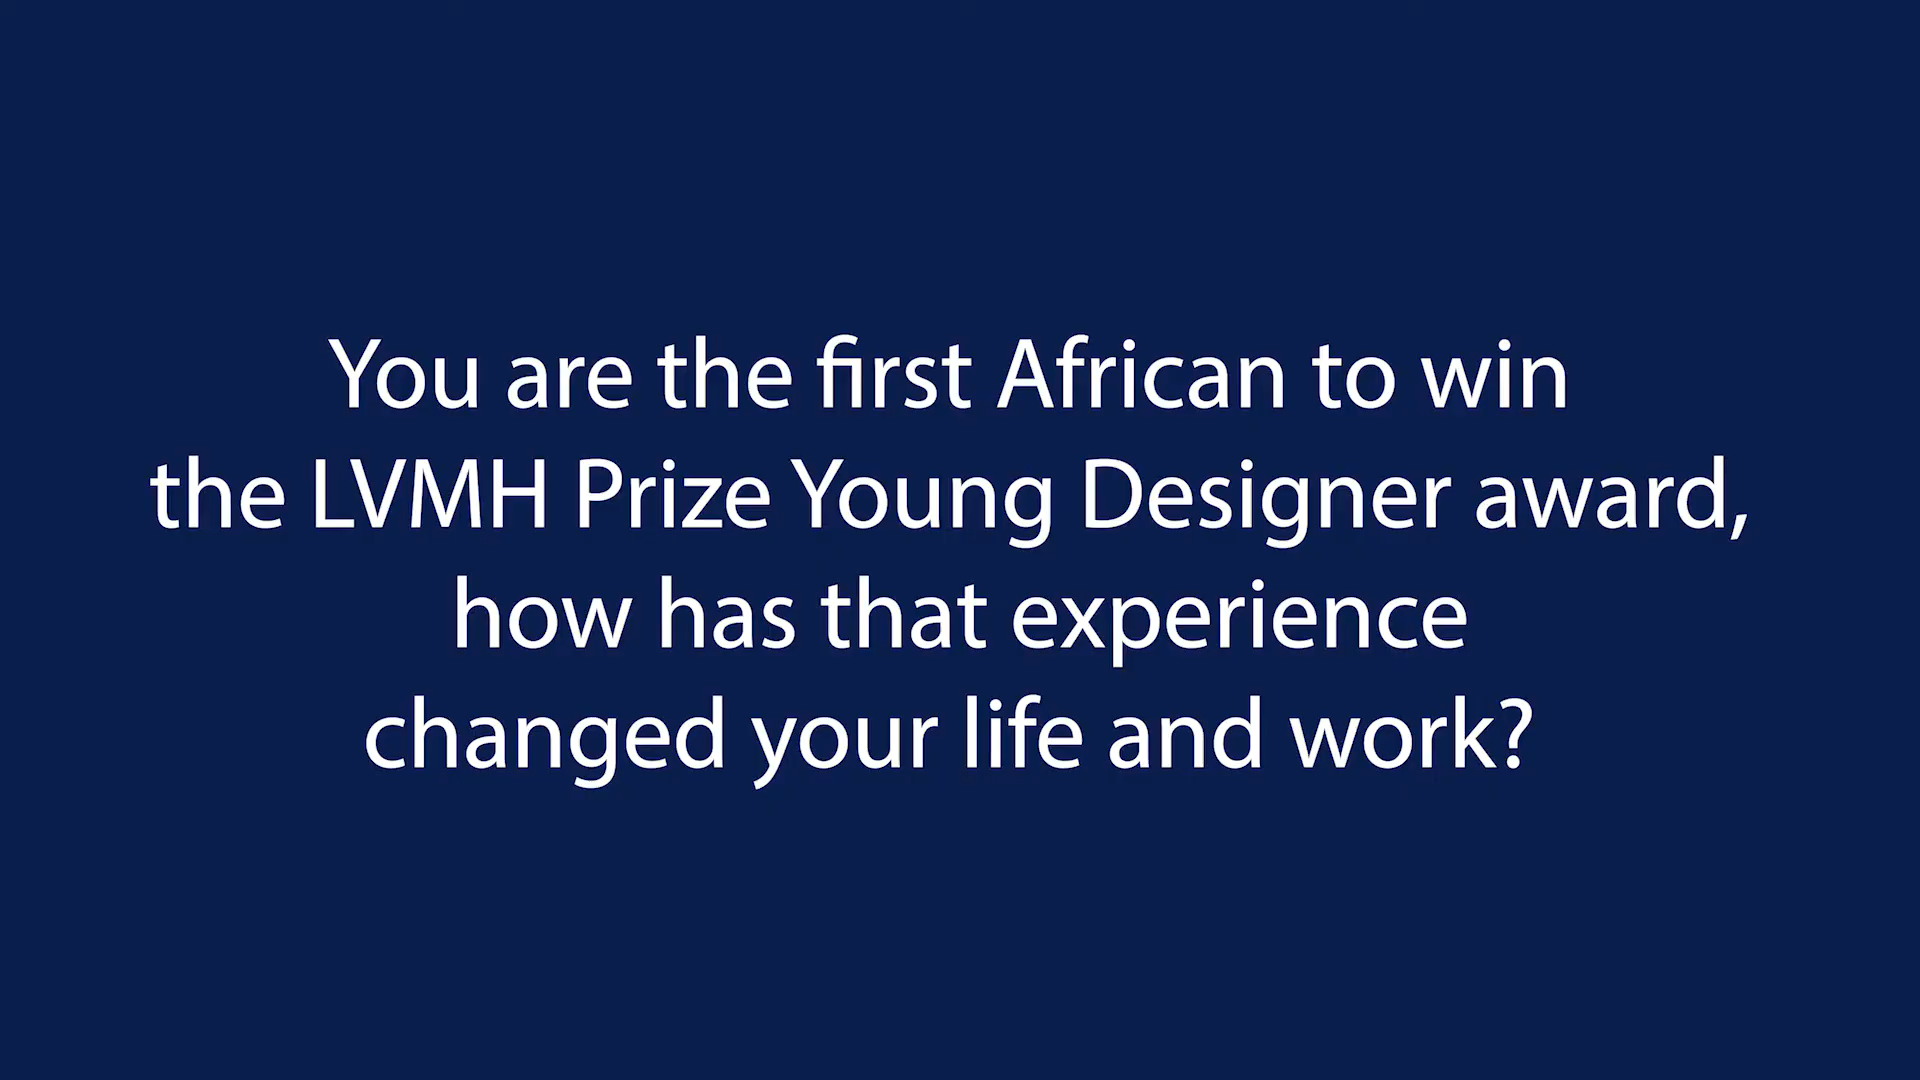 You are the first African to win
the LVMH Prize Young Designer award,
how has that experience
changed your life and work?